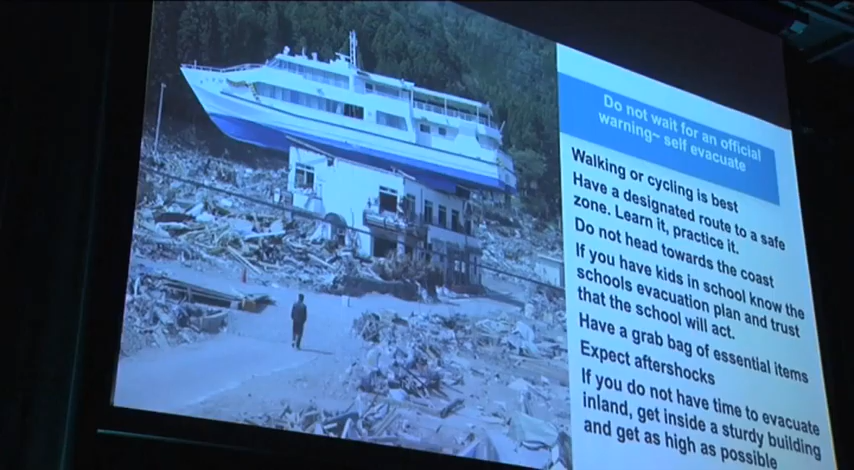 Do not wait for an official
warning~ self evacuate
Walking or cycling is best
Have a designated route to a safe
zone. Learn it, practice it.
Do not head towards the coast
If you have kids in school know the
schools evacuation plan and trust
that the school will act.
Have a grab bag of essential items
Expect aftershocks
If you do not have time to evacuate
inland, get inside a sturdy building
and get as high as possible